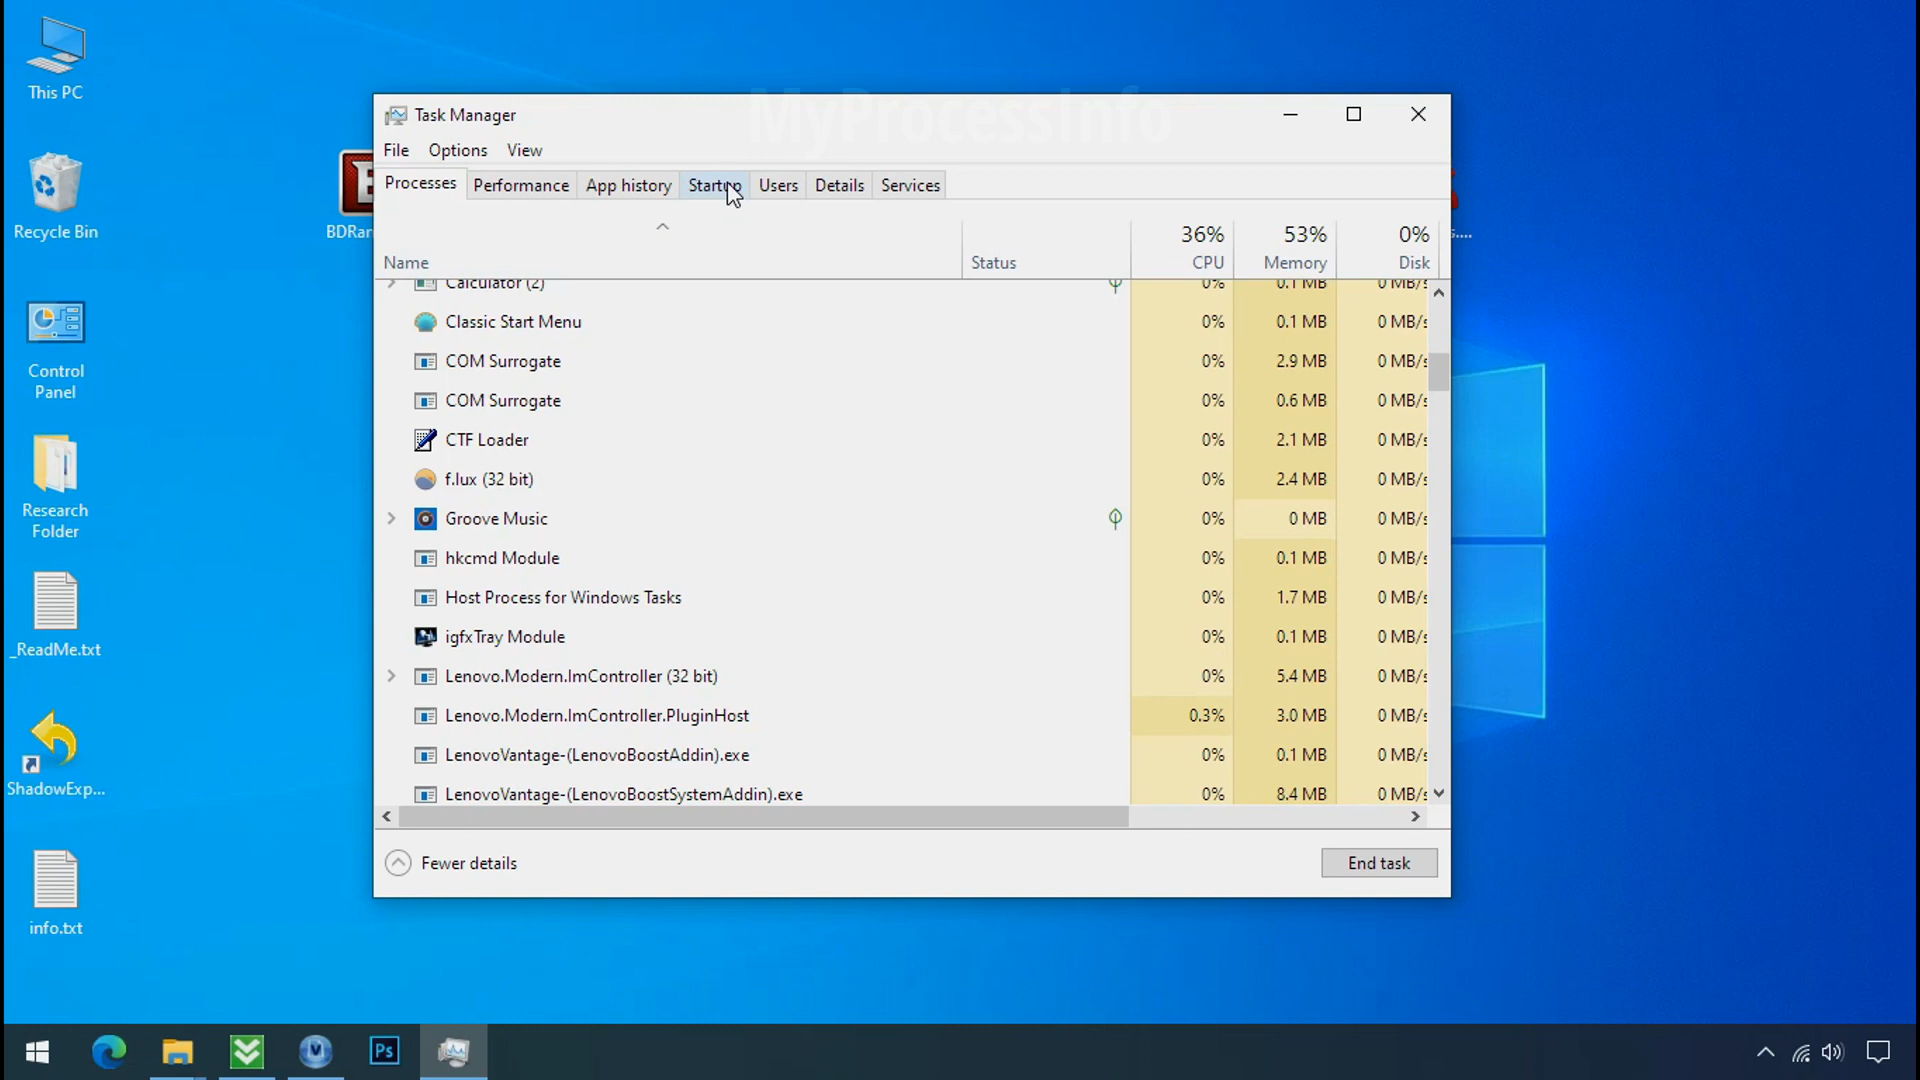 This PC
Recycle Bin
Control
Panel
Research
Folder
_ReadMe.txt
ShadowExp...
info.txt
BDRan
MyProcessInfo
Task Manager
File Options View
Processes Performance App history Startup Users Details Services
36% 53% 0%
Name Status CPU Memory Disk
Calculator (2) 0% 0.1 MB 0 MB/s
Classic Start Menu 0% 0.1 MB 0 MB/s
COM Surrogate 0% 2.9 MB 0 MB/s
COM Surrogate 0% 0.6 MB 0 MB/s
CTF Loader 0% 2.1 MB 0 MB/s
f.lux (32 bit) 0% 2.4 MB 0 MB/s
Groove Music 0% 0 MB 0 MB/s
hkcmd Module 0% 0.1 MB 0 MB/s
Host Process for Windows Tasks 0% 1.7 MB 0 MB/s
igfxTray Module 0% 0.1 MB 0 MB/s
Lenovo.Modern.ImController (32 bit) 0% 5.4 MB 0 MB/s
Lenovo.Modern.ImController.PluginHost 0.3% 3.0 MB 0 MB/s
LenovoVantage-(LenovoBoostAddin).exe 0% 0.1 MB 0 MB/s
LenovoVantage-(LenovoBoostSystemAddin).exe 0% 8.4 MB 0 MB/s
Fewer details End task
Ps